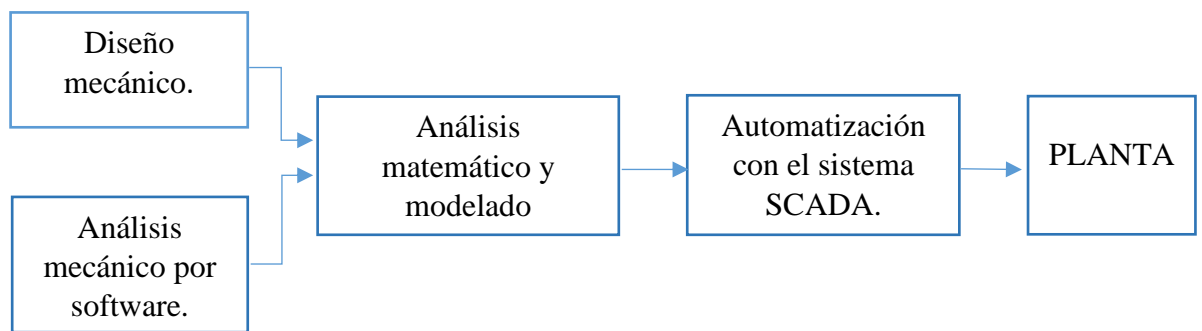 Diseño
mecánico.
Análisis
mecánico por
software.
Análisis
matemático y
modelado
Automatización
con el sistema
SCADA.
PLANTA